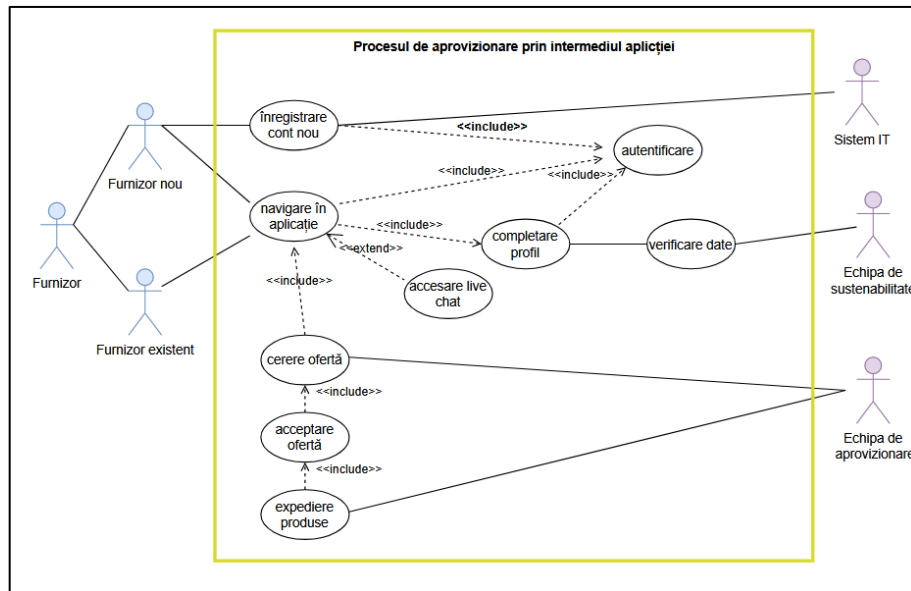 Procesul de aprovizionare prin intermediul aplicției
înregistrare
cont nou
<<include>>
autentificare
Sistem IT
Furnizor nou
<<include>>
<<include>>
navigare în
aplicație
<<include>>
completare
profil
verificare date
<<extend>>
Furnizor
accesare live
chat
Echipa de
sustenabilitate
<<include>>
Furnizor existent
cerere ofertă
<<include>>
acceptare
ofertă
Echipa de
aprovizionare
<<include>>
expediere
produse